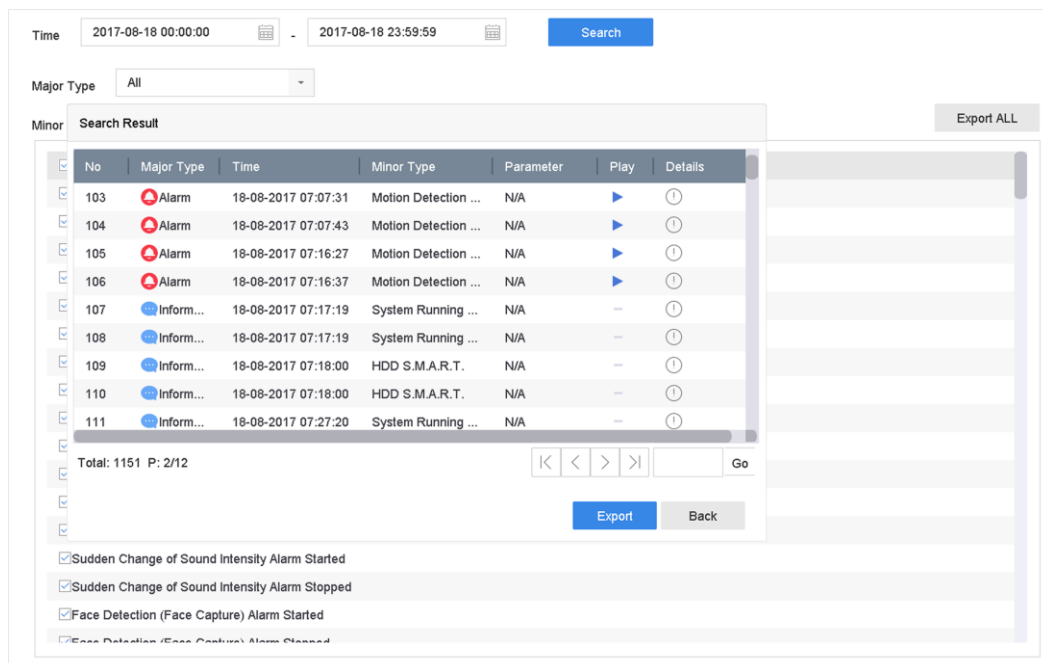 Time 2017-08-18 00:00:00 - 2017-08-18 23:59:59 Search
Major Type All
Minor
Export ALL
Search Result
No Major Type Time Minor Type Parameter Play Details
103 Alarm 18-08-2017 07:07:31 Motion Detection ... N/A
104 Alarm 18-08-2017 07:07:43 Motion Detection ... N/A
105 Alarm 18-08-2017 07:16:27 Motion Detection ... N/A
106 Alarm 18-08-2017 07:16:37 Motion Detection ... N/A
107 Inform... 18-08-2017 07:17:19 System Running ... N/A –
108 Inform... 18-08-2017 07:17:19 System Running ... N/A –
109 Inform... 18-08-2017 07:18:00 HDD S.M.A.R.T. N/A –
110 Inform... 18-08-2017 07:18:00 HDD S.M.A.R.T. N/A –
111 Inform... 18-08-2017 07:27:20 System Running ... N/A –
Total: 1151 P: 2/12 Go
Export Back
Sudden Change of Sound Intensity Alarm Started
Sudden Change of Sound Intensity Alarm Stopped
Face Detection (Face Capture) Alarm Started
Face Detection (Face Capture) Alarm Stopped